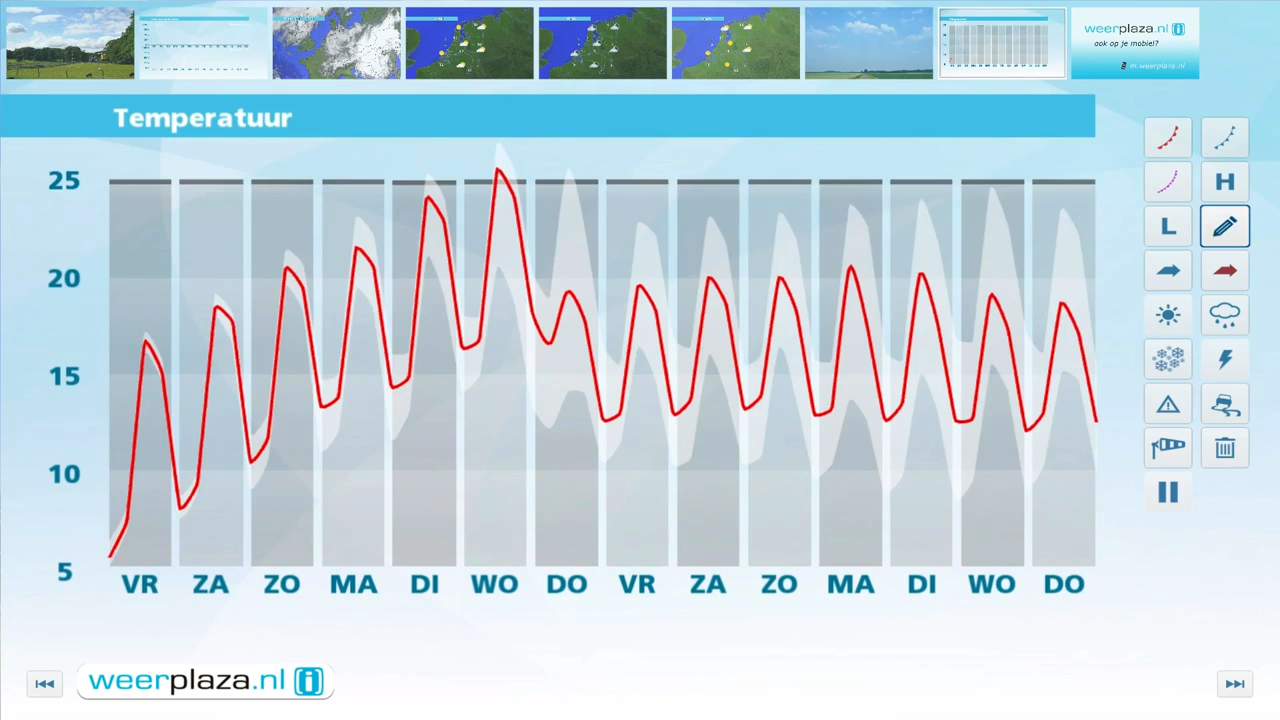 weerplaza.nl
ook op je mobiel?
m.weerplaza.nl
Temperatuur
25
20
15
10
5
VR ZA ZO MA DI WO DO VR ZA ZO MA DI WO DO
H
L
weerplaza.nl